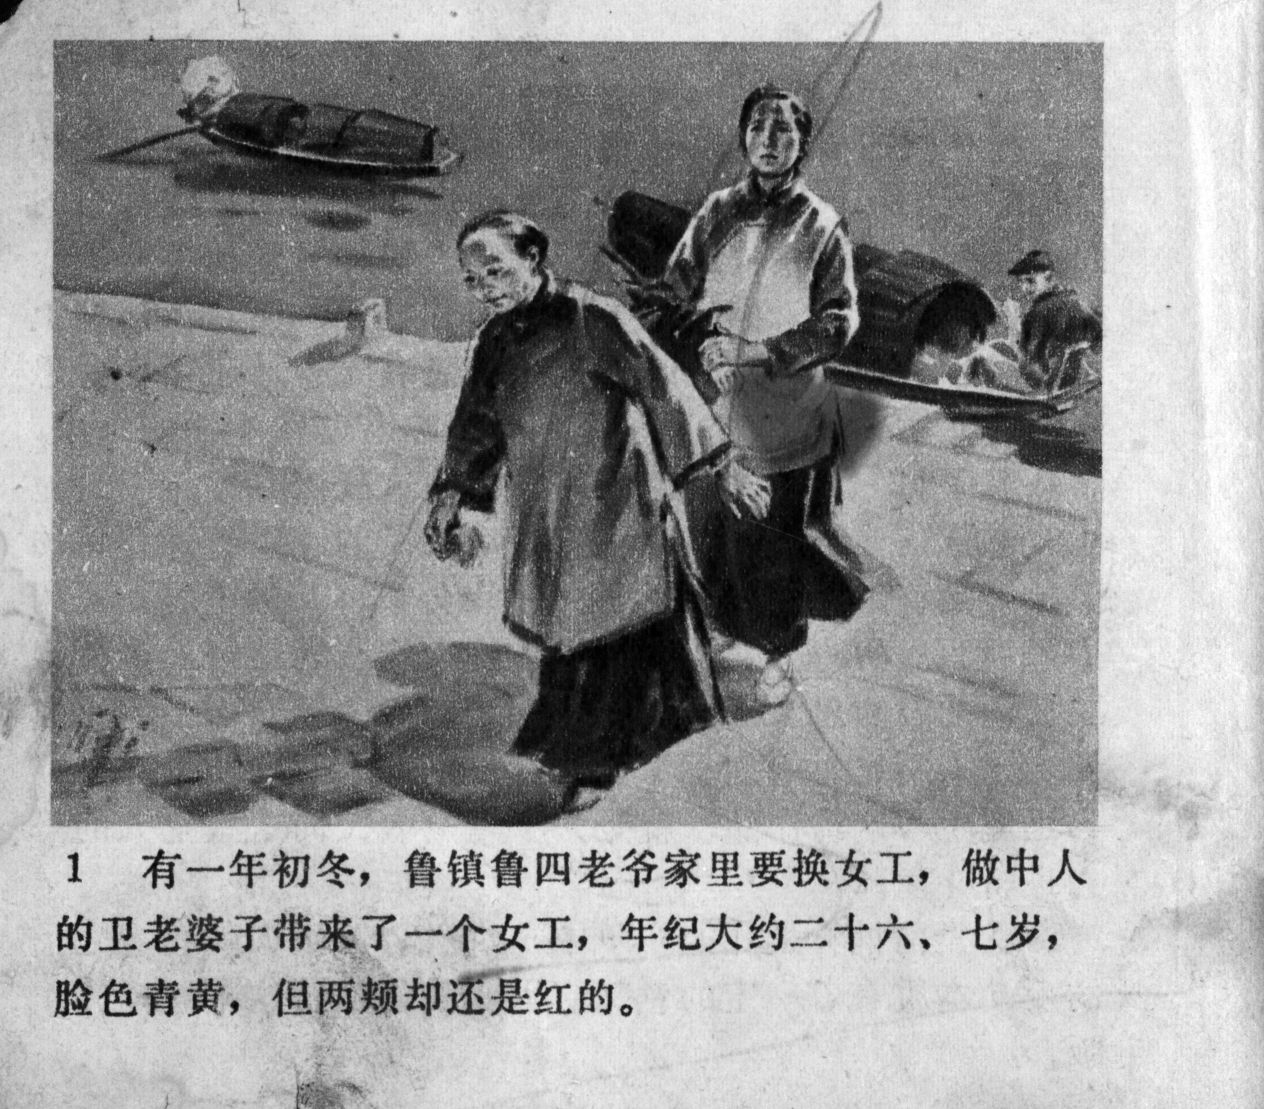 1 有一年初冬，鲁镇鲁四老爷家里要换女工，做中人
的卫老婆子带来了一个女工，年纪大约二十六、七岁，
脸色青黄，但两颊却还是红的。